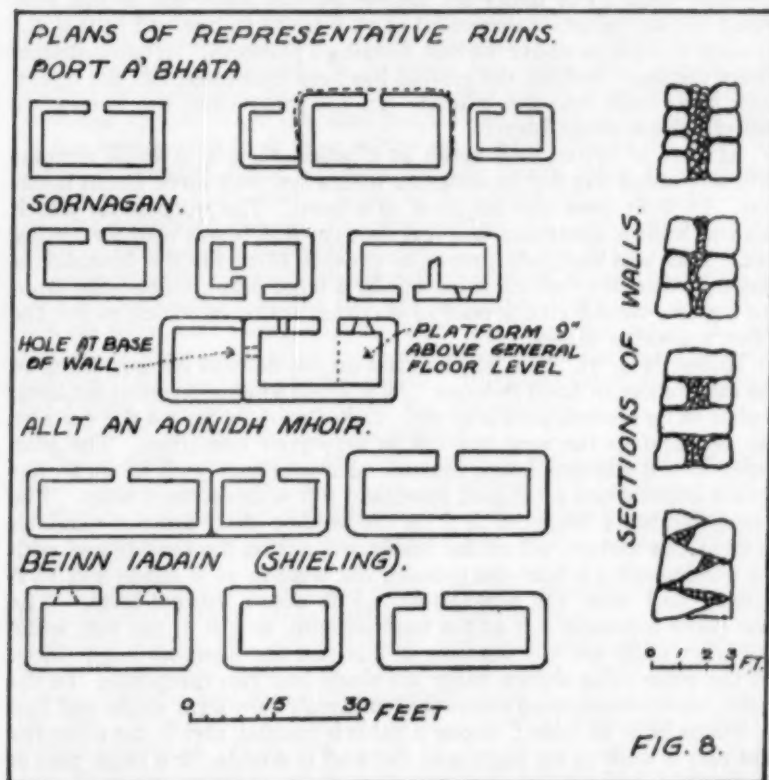 PLANS OF REPRESENTATIVE RUINS.
PORT A' BHATA
SORNAGAN.
HOLE AT BASE
OF WALL
PLATFORM 9"
ABOVE GENERAL
FLOOR LEVEL
ALLT AN AOINIDH MHOIR.
BEINN IADAIN (SHIELING).
0 15 30 FEET
SECTIONS OF WALLS.
0 1 2 3 FT.
FIG. 8.